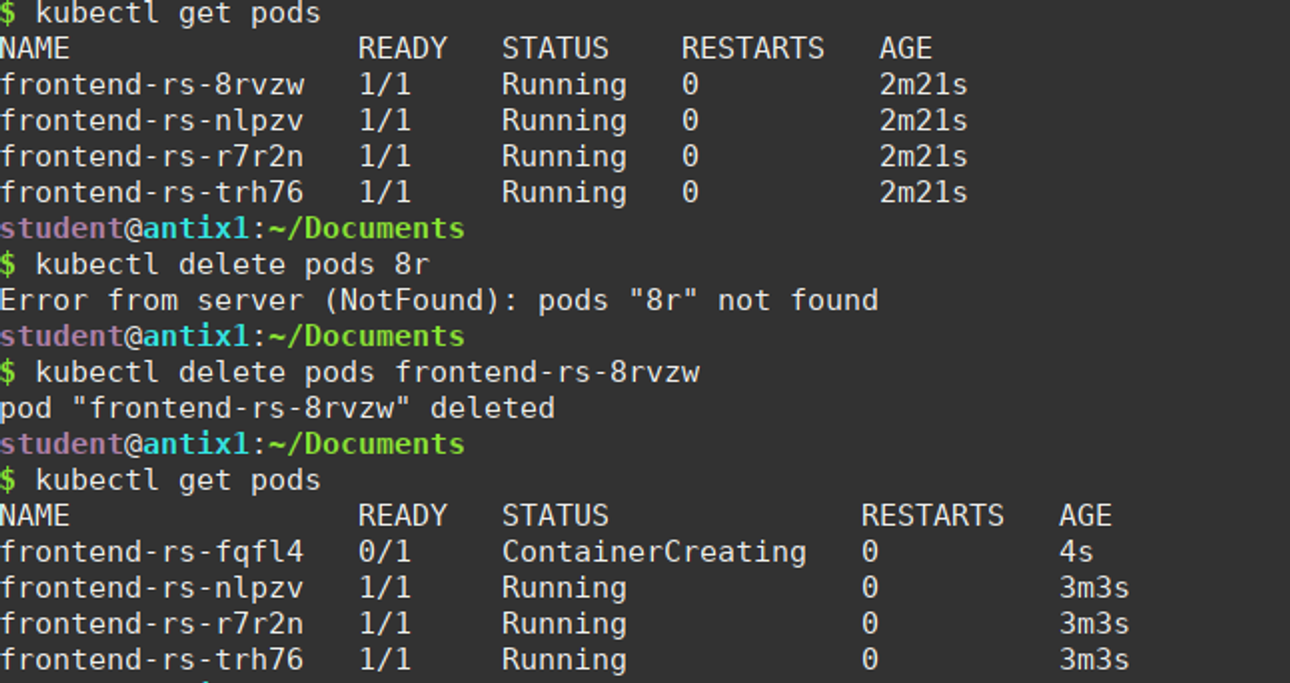 $ kubectl get pods
NAME                READY   STATUS    RESTARTS   AGE
frontend-rs-8rvzw   1/1     Running   0          2m21s
frontend-rs-nlpzv   1/1     Running   0          2m21s
frontend-rs-r7r2n   1/1     Running   0          2m21s
frontend-rs-trh76   1/1     Running   0          2m21s
student@antix1:~/Documents
$ kubectl delete pods 8r
Error from server (NotFound): pods "8r" not found
student@antix1:~/Documents
$ kubectl delete pods frontend-rs-8rvzw
pod "frontend-rs-8rvzw" deleted
student@antix1:~/Documents
$ kubectl get pods
NAME                READY   STATUS              RESTARTS   AGE
frontend-rs-fqfl4   0/1     ContainerCreating   0          4s
frontend-rs-nlpzv   1/1     Running             0          3m3s
frontend-rs-r7r2n   1/1     Running             0          3m3s
frontend-rs-trh76   1/1     Running             0          3m3s